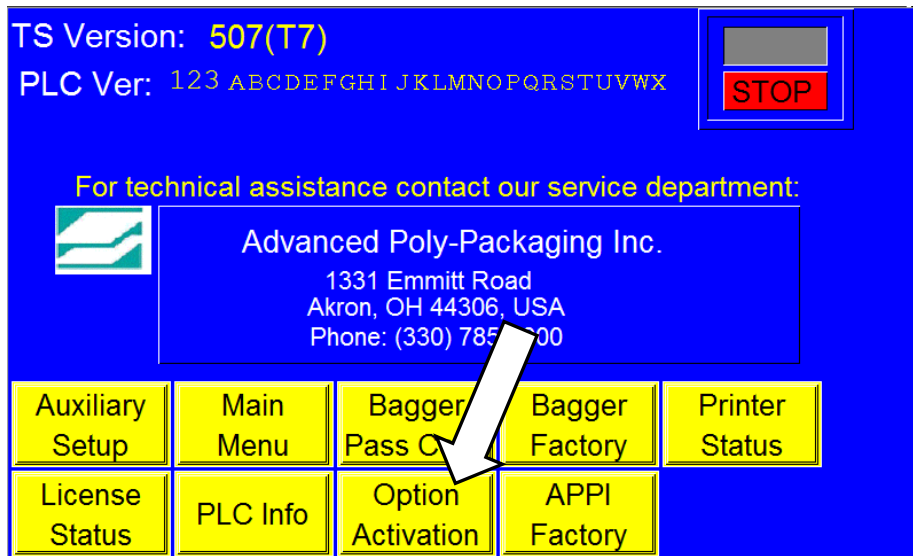 TS Version: 507(T7)
PLC Ver: 123 ABCDEFGHIJKLMNOPQRSTUVWX
STOP
For technical assistance contact our service department:
Advanced Poly-Packaging Inc.
1331 Emmitt Road
Akron, OH 44306, USA
Phone: (330) 785 00
Auxiliary Setup
Main Menu
Bagger Pass
Bagger Factory
Printer Status
License Status
PLC Info
Option Activation
APPI Factory